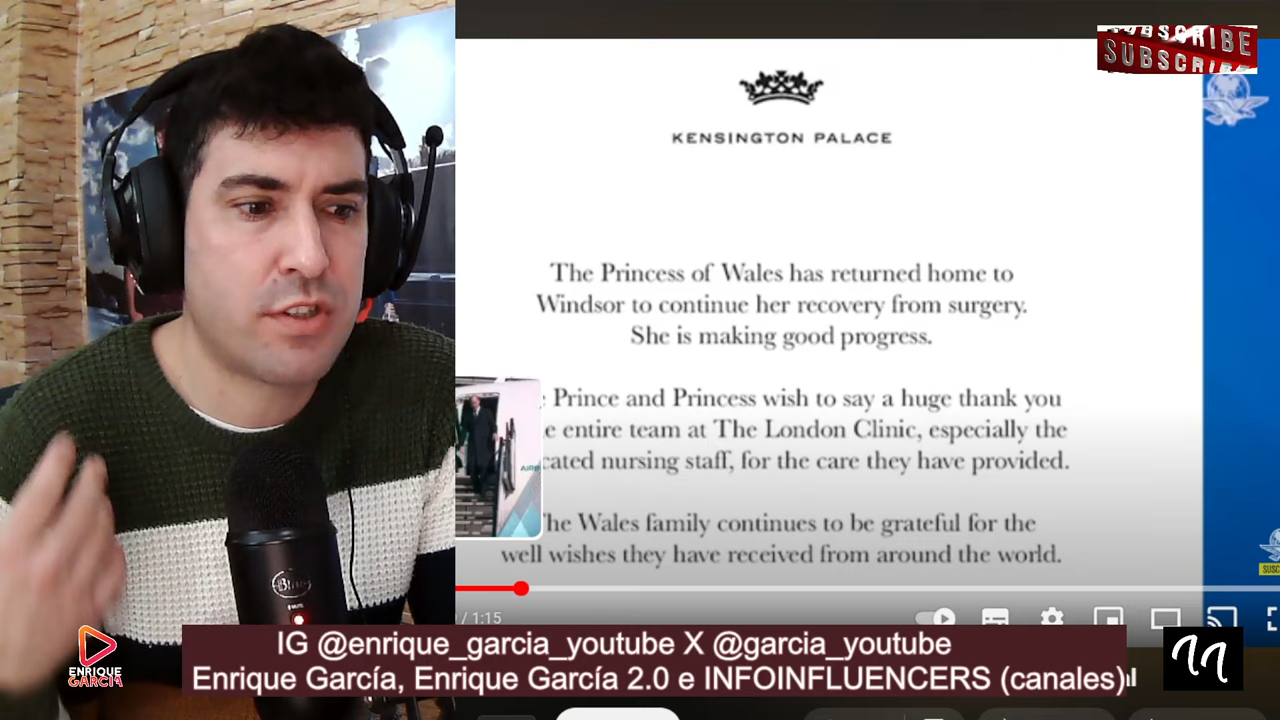 SUBSCRIBE
SUBSCRIBE
KENSINGTON PALACE
The Princess of Wales has returned home to
Windsor to continue her recovery from surgery.
She is making good progress.
Prince and Princess wish to say a huge thank you
entire team at The London Clinic, especially the
nursing staff, for the care they have provided.
The Wales family continues to be grateful for the
well wishes they have received from around the world.
/ 1:15
Blue
MUTE
ENRIQUE
GARCÍA
IG @enrique_garcia_youtube X @garcia_youtube
Enrique García, Enrique García 2.0 e INFOINFLUENCERS (canales)